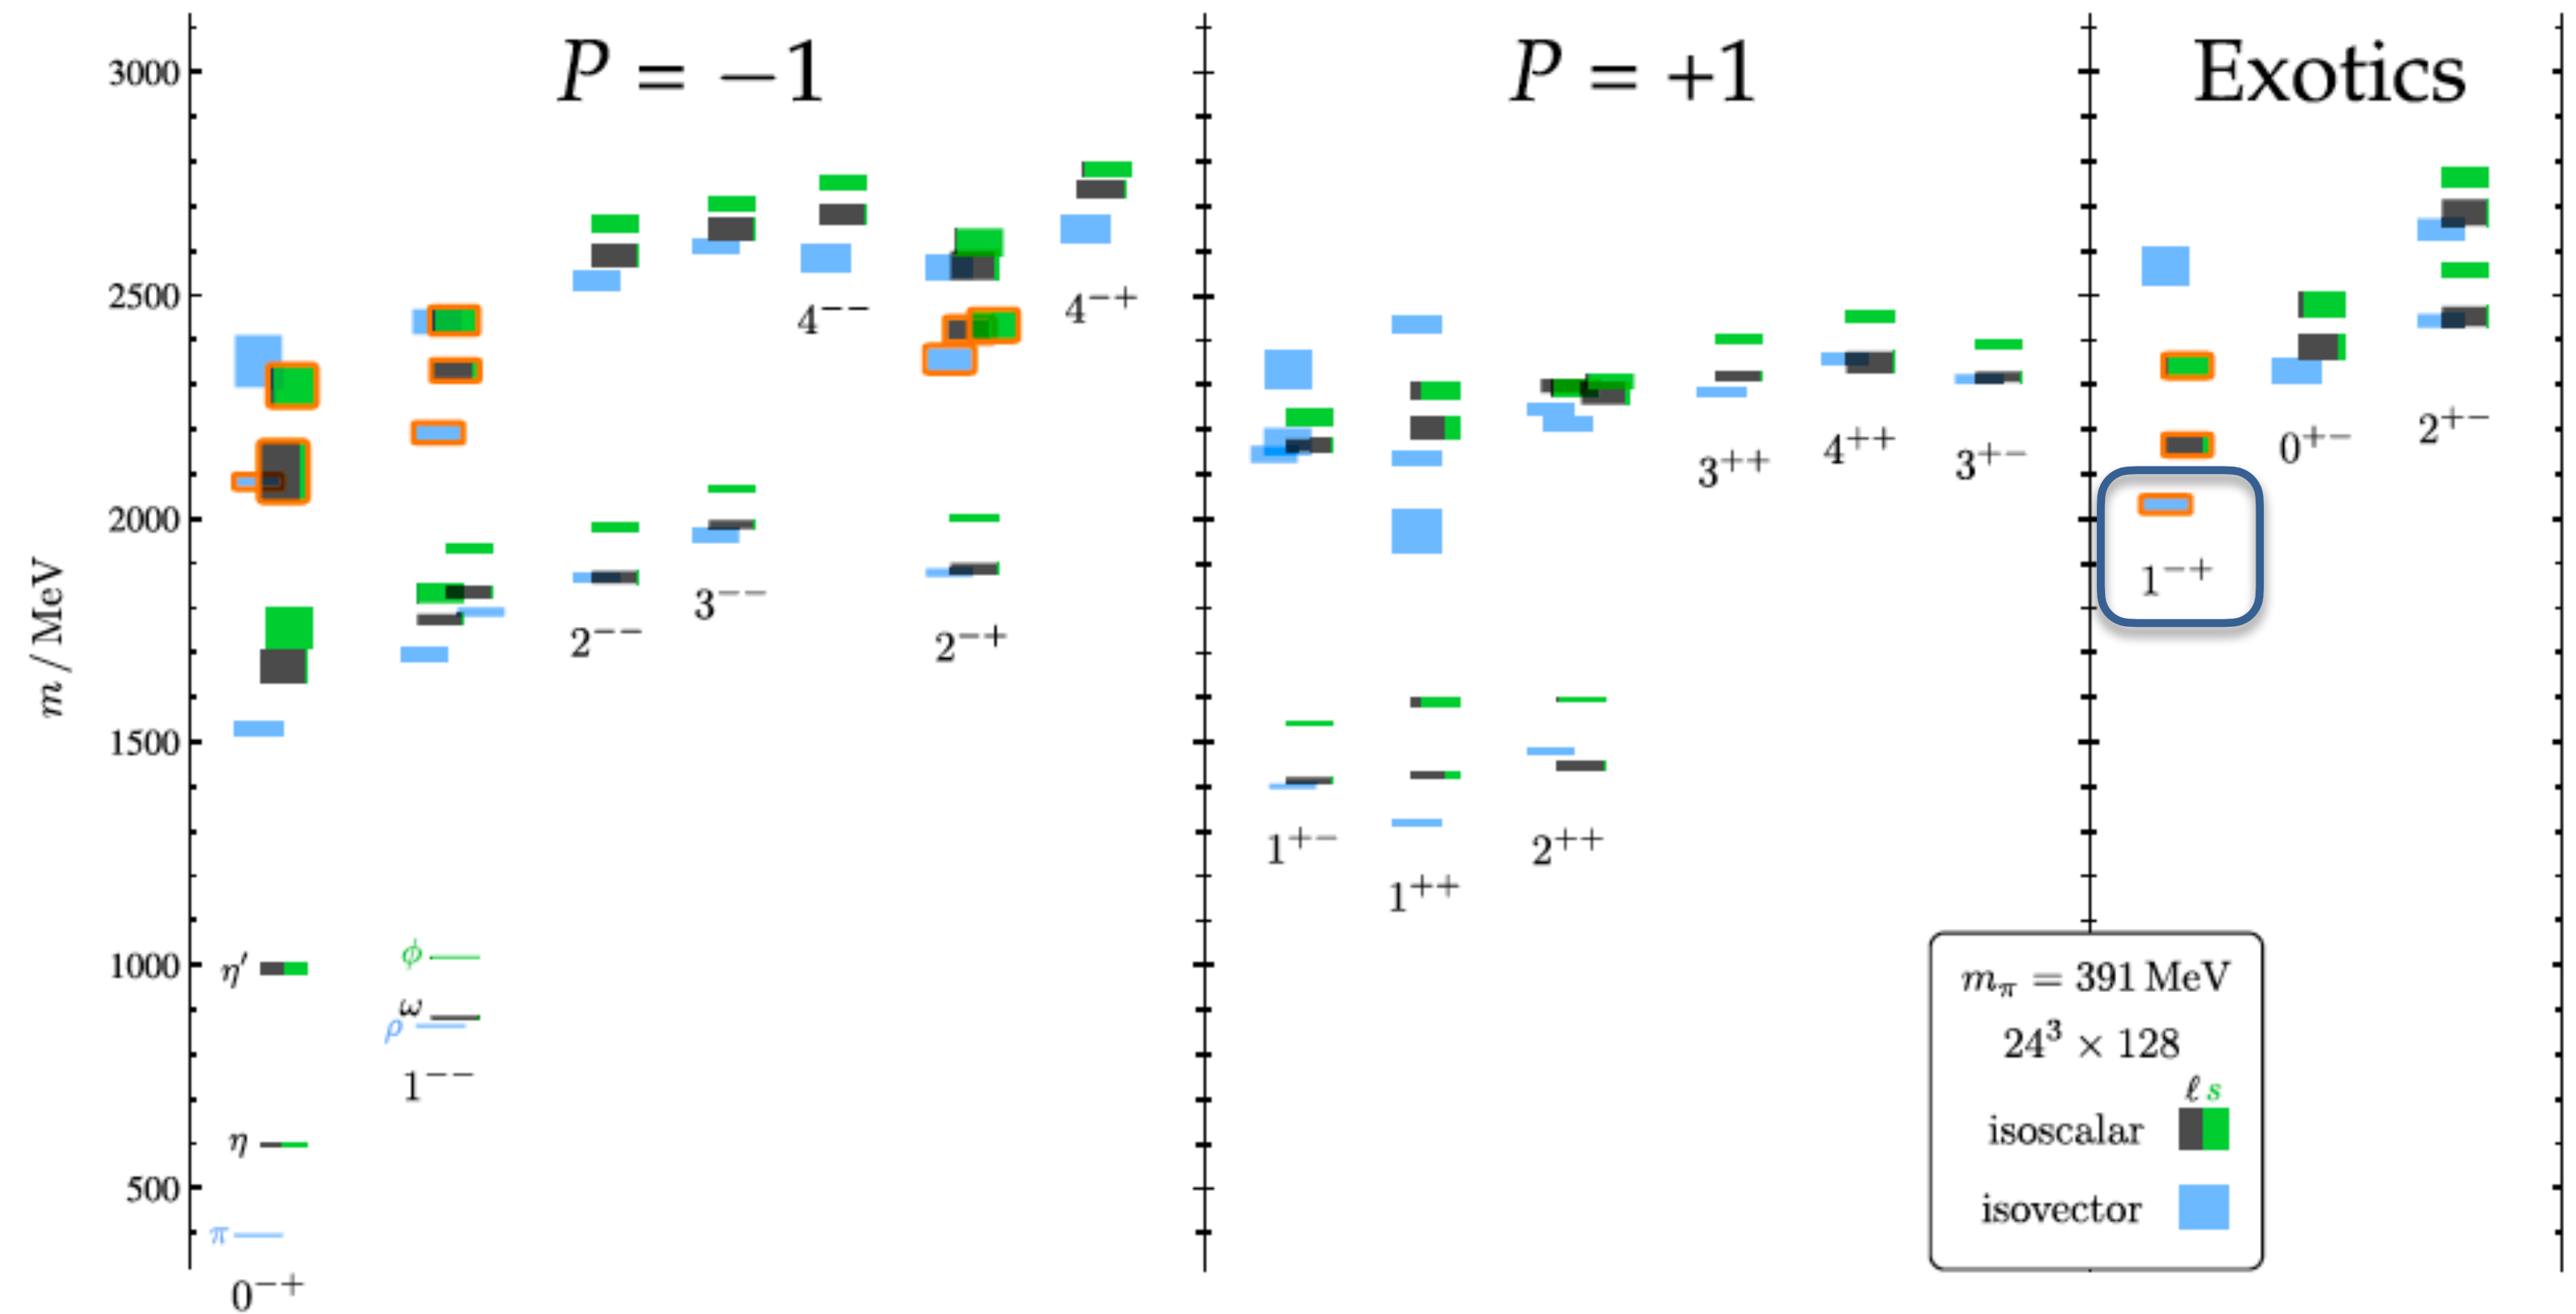 P = −1
P = +1
Exotics
3000
2500
2000
1500
1000
500
m / MeV
4⁻⁻
4⁻⁺
2⁻⁻
3⁻⁻
2⁻⁺
3⁺⁺
4⁺⁺
3⁺⁻
0⁺⁻
2⁺⁻
1⁻⁺
1⁺⁻
1⁺⁺
2⁺⁺
η′
ϕ
ω
ρ
1⁻⁻
η
π
0⁻⁺
mπ = 391 MeV
24³ × 128
ℓ s
isoscalar
isovector